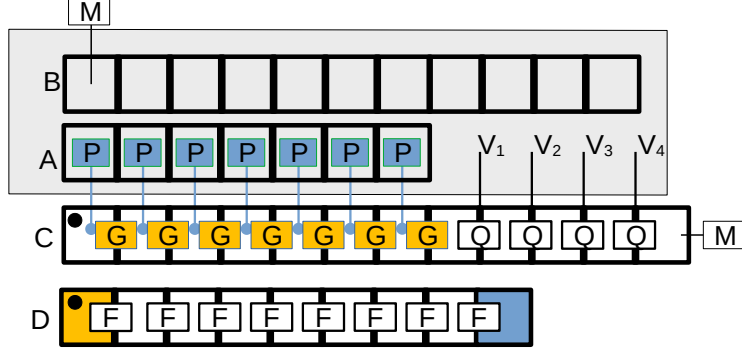 M
B
A P P P P P P P V₁ V₂ V₃ V₄
C G G G G G G G Q Q Q Q M
D F F F F F F F F